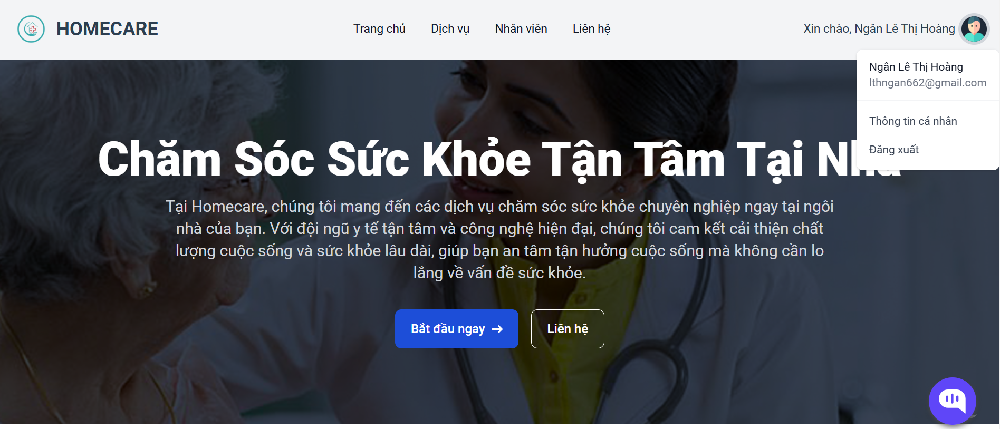 HOMECARE
Trang chủ
Dịch vụ
Nhân viên
Liên hệ
Xin chào, Ngân Lê Thị Hoàng
Ngân Lê Thị Hoàng
lthngan662@gmail.com
Thông tin cá nhân
Đăng xuất
Chăm Sóc Sức Khỏe Tận Tâm Tại
Tại Homecare, chúng tôi mang đến các dịch vụ chăm sóc sức khỏe chuyên nghiệp ngay tại ngôi
nhà của bạn. Với đội ngũ y tế tận tâm và công nghệ hiện đại, chúng tôi cam kết cải thiện chất
lượng cuộc sống và sức khỏe lâu dài, giúp bạn an tâm tận hưởng cuộc sống mà không cần lo
lắng về vấn đề sức khỏe.
Bắt đầu ngay
Liên hệ